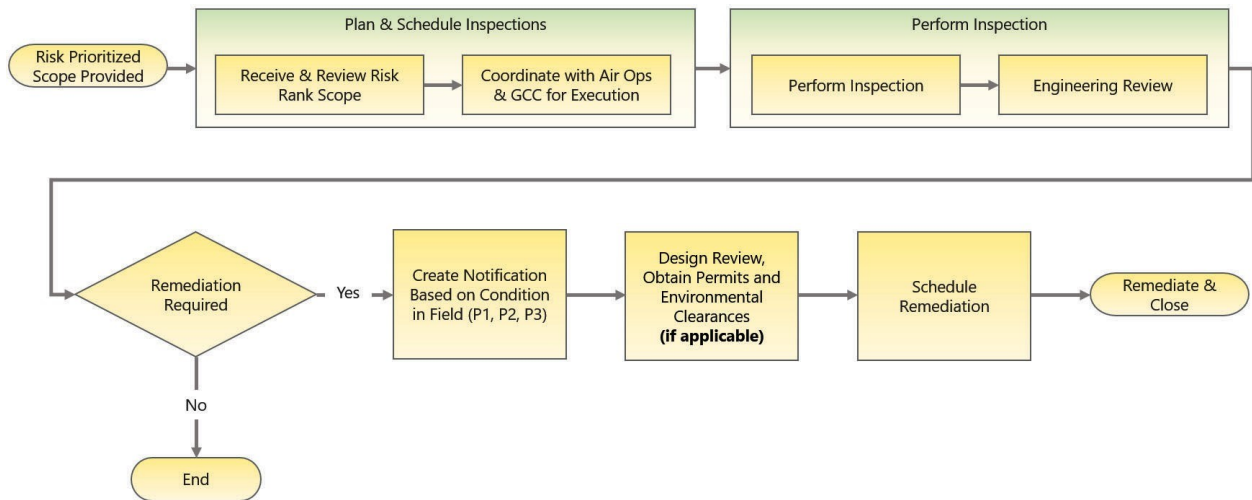 Plan & Schedule Inspections
Perform Inspection
Risk Prioritized
Scope Provided
Receive & Review Risk
Rank Scope
Coordinate with Air Ops
& GCC for Execution
Perform Inspection
Engineering Review
Remediation
Required
Yes
Create Notification
Based on Condition
in Field (P1, P2, P3)
Design Review,
Obtain Permits and
Environmental
Clearances
(if applicable)
Schedule
Remediation
Remediate &
Close
No
End